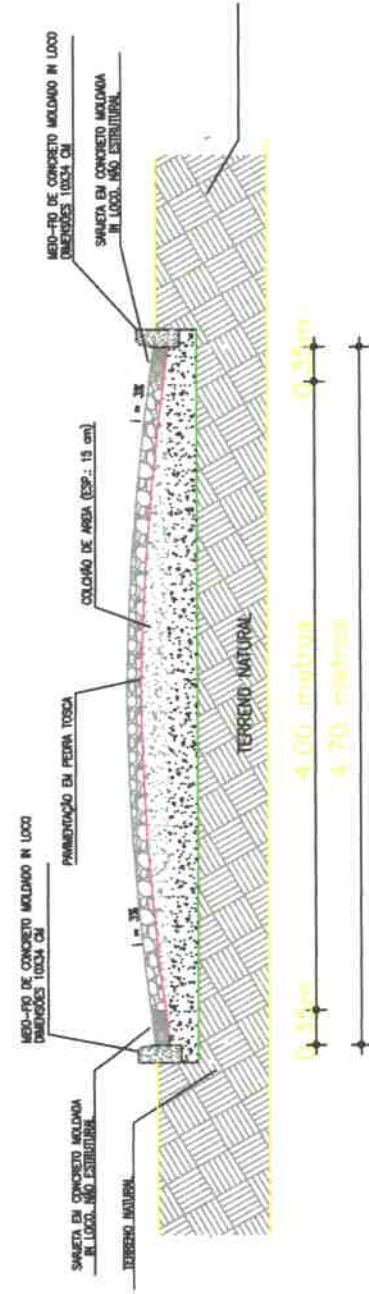 MEIO-FIO DE CONCRETO MOLDADO IN LOCO
DIMENSÕES 10X34 CM
SARJETA EM CONCRETO MOLDADA
IN LOCO, NÃO ESTRUTURAL
TERRENO NATURAL
PAVIMENTAÇÃO EM PEDRA TOSCA
COLCHÃO DE AREIA (ESP.: 15 cm)
MEIO-FIO DE CONCRETO MOLDADO IN LOCO
DIMENSÕES 10X34 CM
SARJETA EM CONCRETO MOLDADA
IN LOCO, NÃO ESTRUTURAL
i = 3%
i = 3%
TERRENO NATURAL
0.35m
4.00 metros
0.35m
4.70 metros